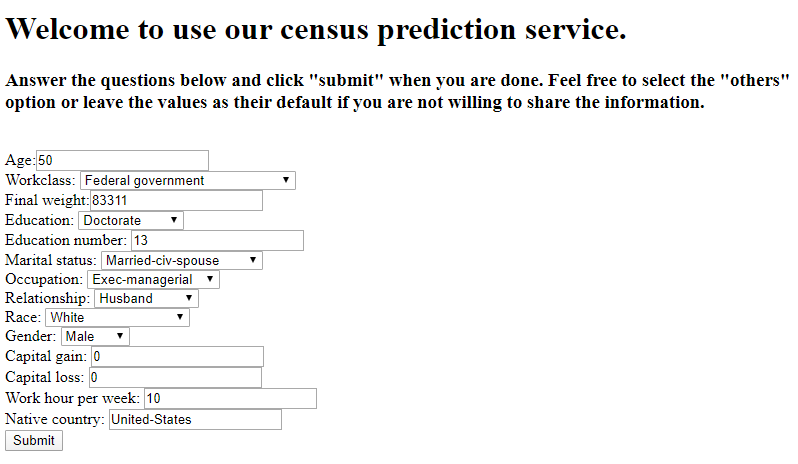 Welcome to use our census prediction service.
Answer the questions below and click "submit" when you are done. Feel free to select the "others"
option or leave the values as their default if you are not willing to share the information.
Age: 50
Workclass: Federal government
Final weight: 83311
Education: Doctorate
Education number: 13
Marital status: Married-civ-spouse
Occupation: Exec-managerial
Relationship: Husband
Race: White
Gender: Male
Capital gain: 0
Capital loss: 0
Work hour per week: 10
Native country: United-States
Submit